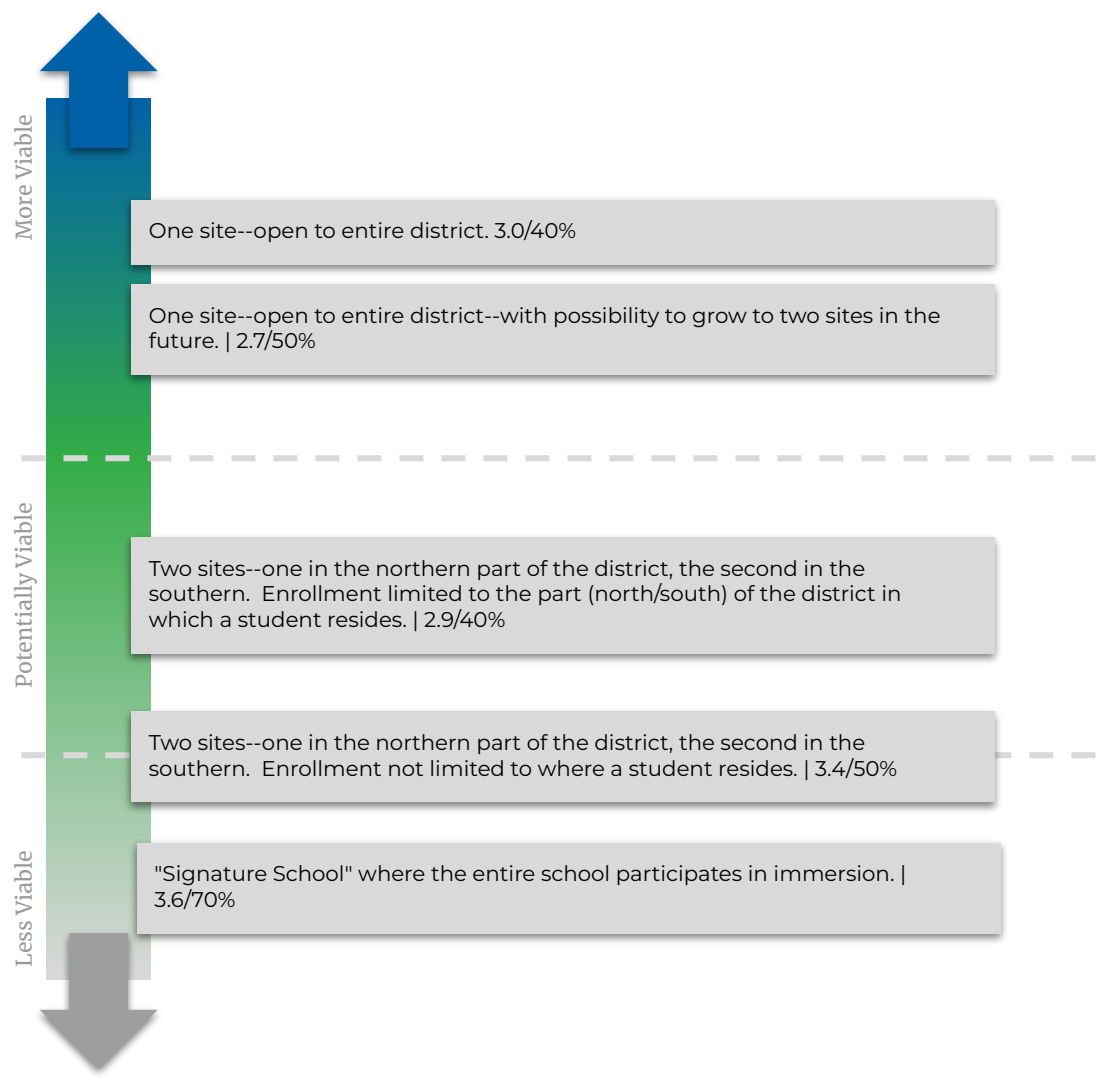 More Viable
One site--open to entire district. 3.0/40%
One site--open to entire district--with possibility to grow to two sites in the
future. | 2.7/50%
Potentially Viable
Two sites--one in the northern part of the district, the second in the
southern.  Enrollment limited to the part (north/south) of the district in
which a student resides. | 2.9/40%
Two sites--one in the northern part of the district, the second in the
southern.  Enrollment not limited to where a student resides. | 3.4/50%
Less Viable
"Signature School" where the entire school participates in immersion. |
3.6/70%